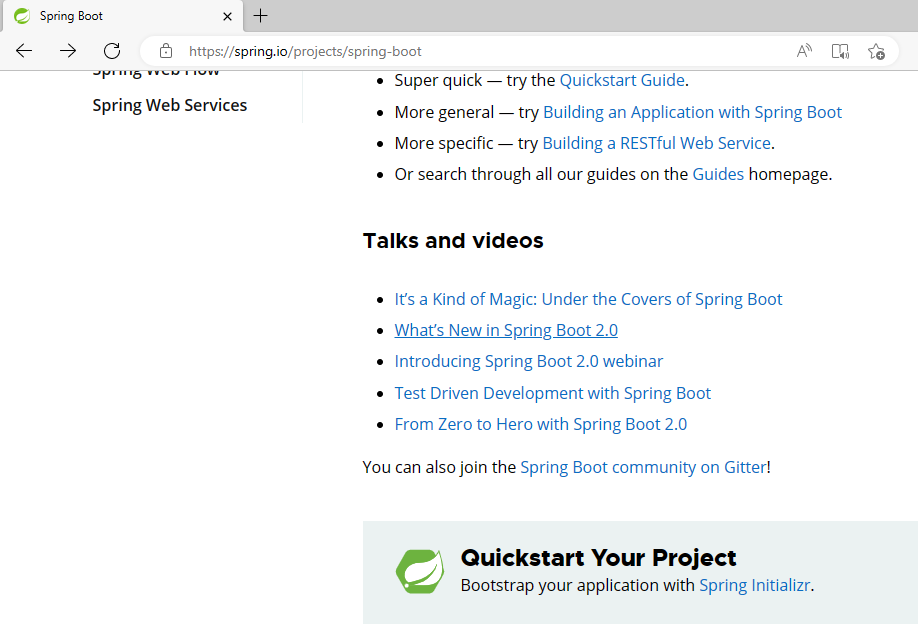 Spring Boot
https://spring.io/projects/spring-boot
Spring Web Flow
Spring Web Services
Super quick — try the Quickstart Guide.
More general — try Building an Application with Spring Boot
More specific — try Building a RESTful Web Service.
Or search through all our guides on the Guides homepage.
Talks and videos
It’s a Kind of Magic: Under the Covers of Spring Boot
What’s New in Spring Boot 2.0
Introducing Spring Boot 2.0 webinar
Test Driven Development with Spring Boot
From Zero to Hero with Spring Boot 2.0
You can also join the Spring Boot community on Gitter!
Quickstart Your Project
Bootstrap your application with Spring Initializr.